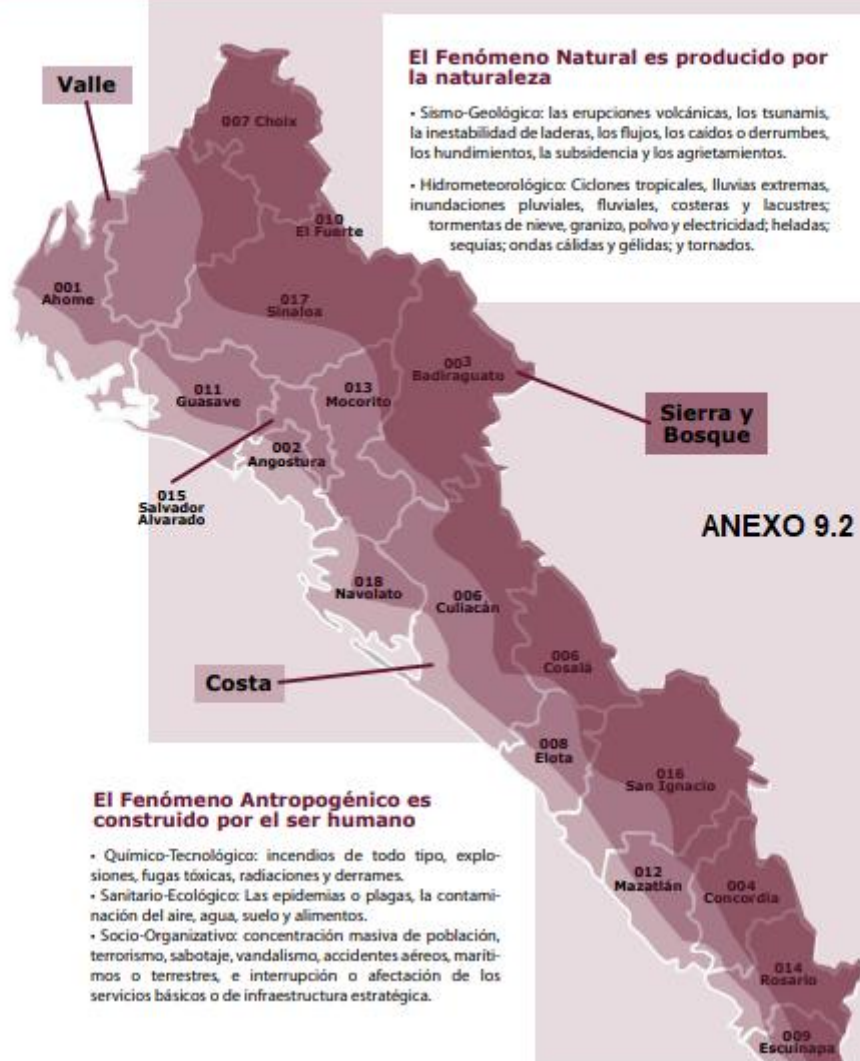 El Fenómeno Natural es producido por
la naturaleza
• Sismo-Geológico: las erupciones volcánicas, los tsunamis,
la inestabilidad de laderas, los flujos, los caídos o derrumbes,
los hundimientos, la subsidencia y los agrietamientos.
• Hidrometeorológico: Ciclones tropicales, lluvias extremas,
inundaciones pluviales, fluviales, costeras y lacustres;
tormentas de nieve, granizo, polvo y electricidad; heladas;
sequías; ondas cálidas y gélidas; y tornados.
Valle
007 Choix
010
El Fuerte
001
Ahome
017
Sinaloa
003
Badiraguato
011
Guasave
013
Mocorito
Sierra y
Bosque
002
Angostura
015
Salvador
Alvarado
ANEXO 9.2
018
Navolato
006
Culiacán
006
Cosalá
Costa
008
Elota
016
San Ignacio
El Fenómeno Antropogénico es
construido por el ser humano
• Químico-Tecnológico: incendios de todo tipo, explo-
siones, fugas tóxicas, radiaciones y derrames.
• Sanitario-Ecológico: Las epidemias o plagas, la contami-
nación del aire, agua, suelo y alimentos.
• Socio-Organizativo: concentración masiva de población,
terrorismo, sabotaje, vandalismo, accidentes aéreos, maríti-
mos o terrestres, e interrupción o afectación de los
servicios básicos o de infraestructura estratégica.
012
Mazatlán
004
Concordia
014
Rosario
009
Escuinapa